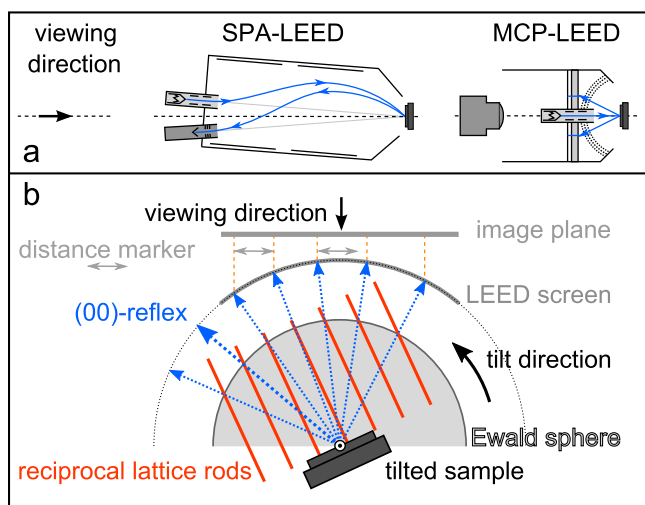 viewing
direction
SPA-LEED
MCP-LEED
a
b
viewing direction
image plane
distance marker
(00)-reflex
LEED screen
tilt direction
Ewald sphere
reciprocal lattice rods
tilted sample